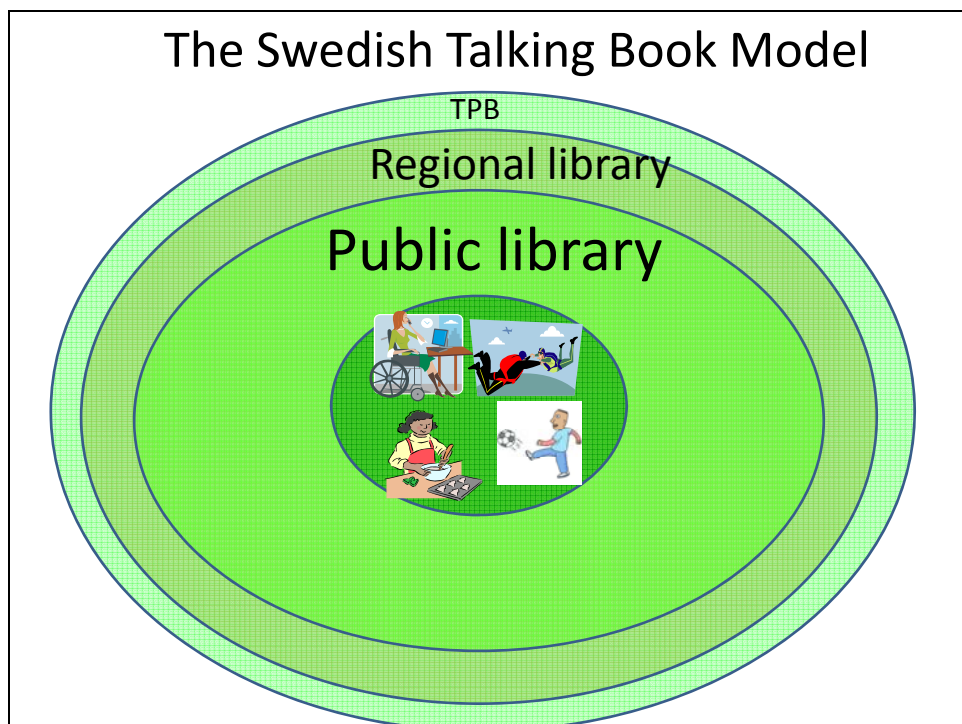 The Swedish Talking Book Model
TPB
Regional library
Public library